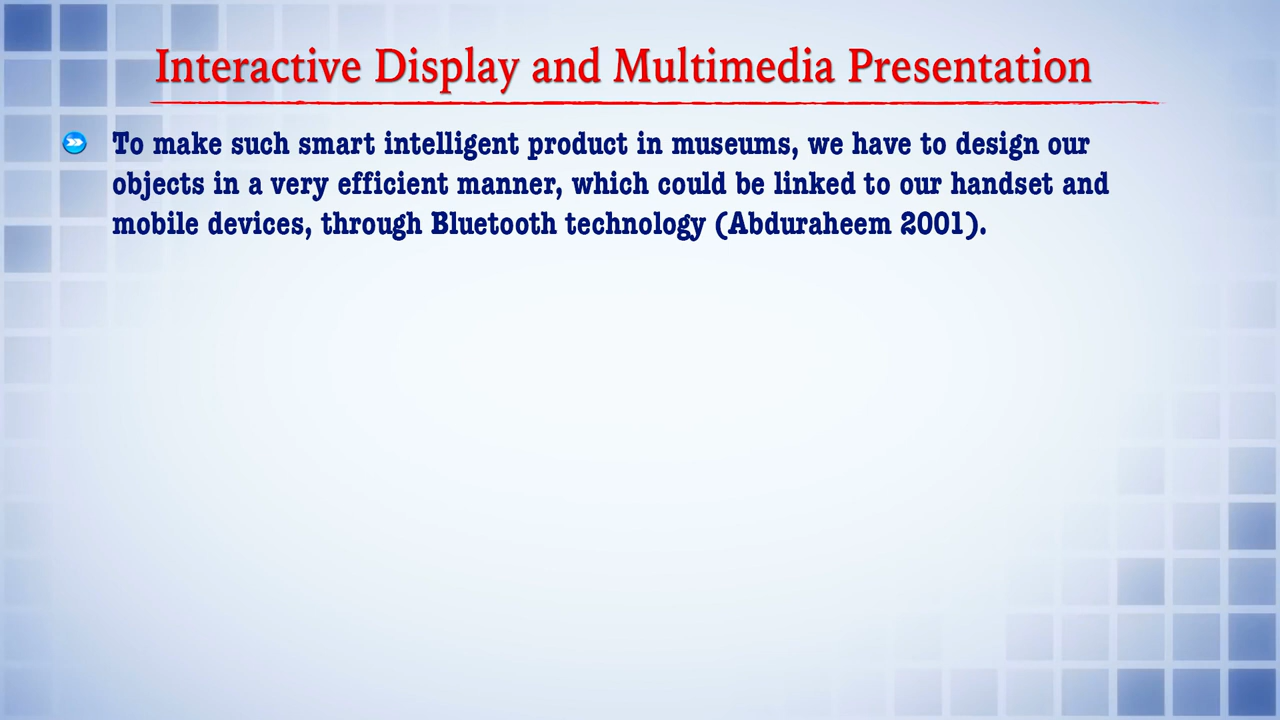 Interactive Display and Multimedia Presentation
To make such smart intelligent product in museums, we have to design our
objects in a very efficient manner, which could be linked to our handset and
mobile devices, through Bluetooth technology (Abduraheem 2001).